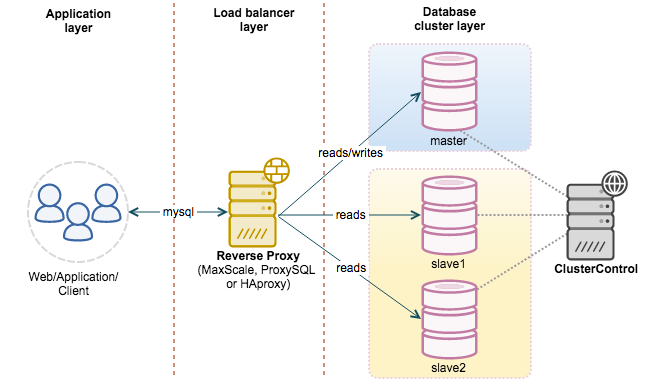 Application
layer
Load balancer
layer
Database
cluster layer
master
reads/writes
mysql
reads
reads
slave1
slave2
Web/Application/
Client
Reverse Proxy
(MaxScale, ProxySQL
or HAproxy)
ClusterControl